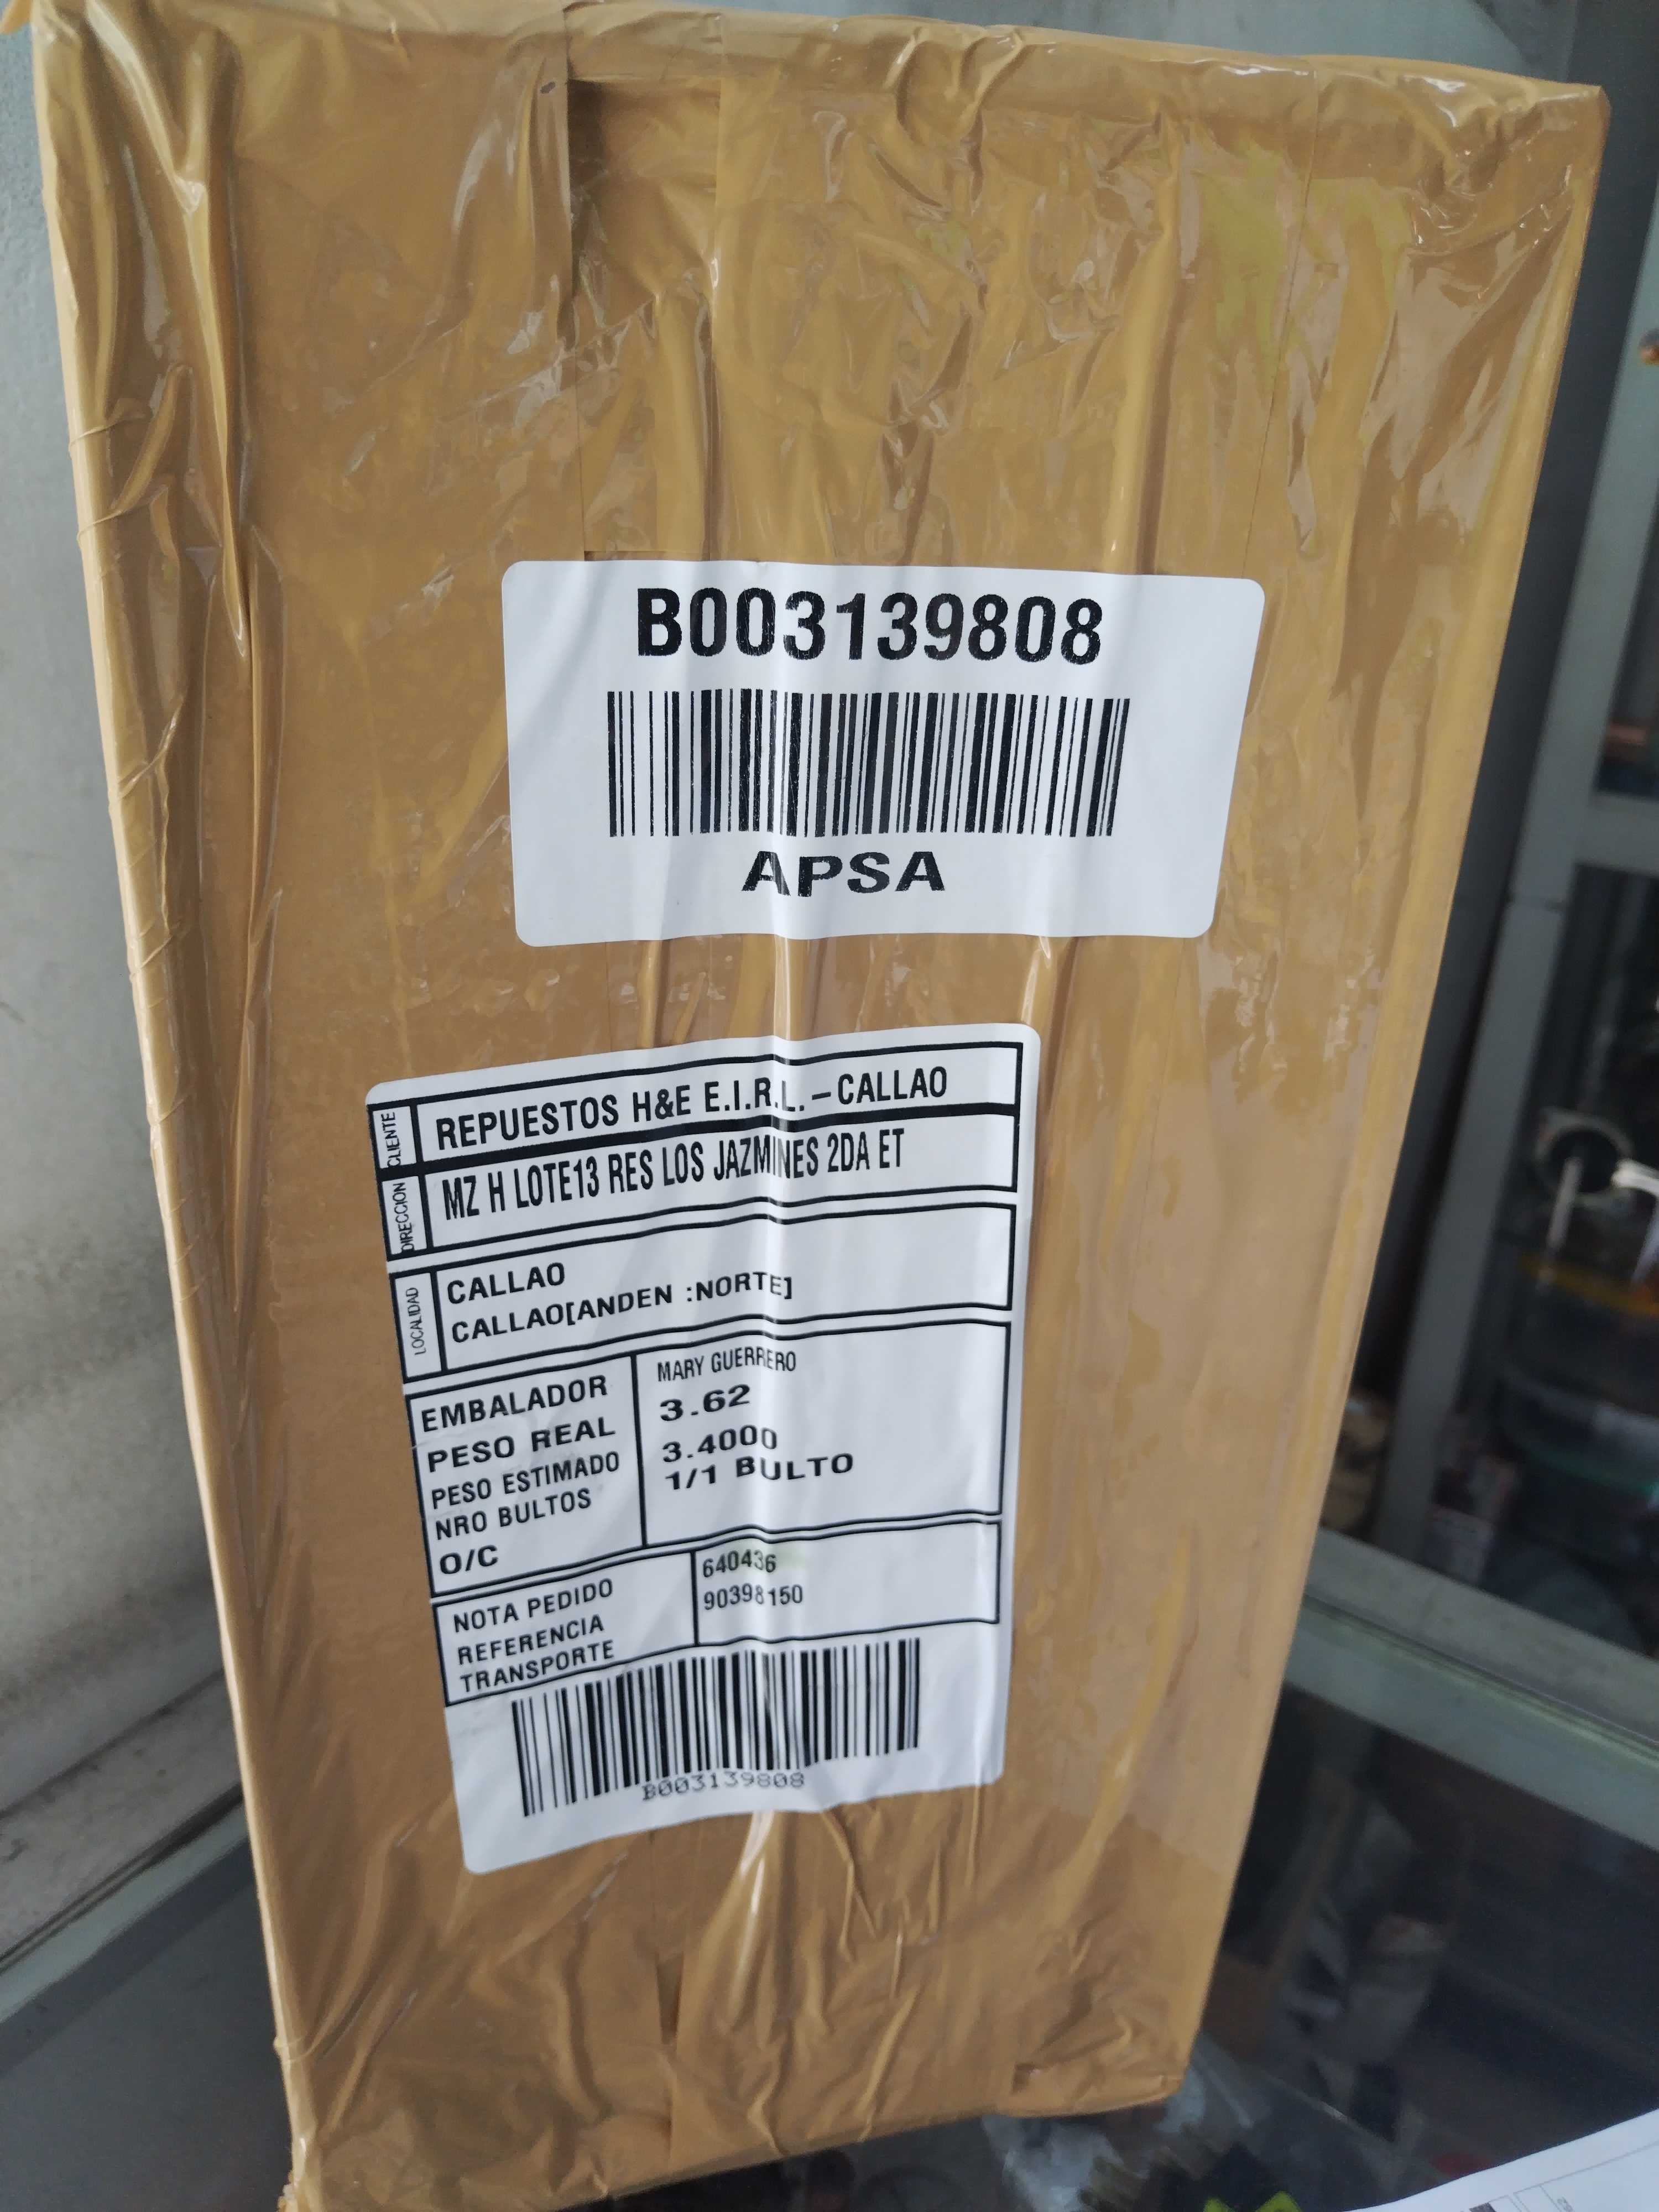 B003139808
APSA
CLIENTE
REPUESTOS H&E E.I.R.L. - CALLAO
DIRECCION
MZ H LOTE13 RES LOS JAZMINES 2DA ET
LOCALIDAD
CALLAO
CALLAO[ANDEN :NORTE]
EMBALADOR MARY GUERRERO
PESO REAL 3.62
PESO ESTIMADO 3.4000
NRO BULTOS 1/1 BULTO
O/C
NOTA PEDIDO 640436
REFERENCIA 90398150
TRANSPORTE
B003139808